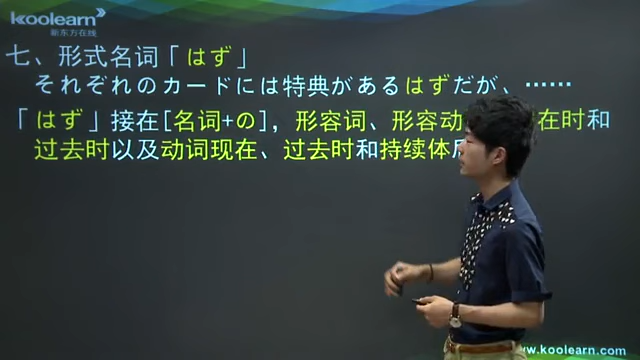 koolearn
新东方在线
七、形式名词「はず」
それぞれのカードには特典があるはずだが、……
「はず」接在[名词+の]，形容词、形容动 在时和
过去时以及动词现在、过去时和持续体
www.koolearn.com